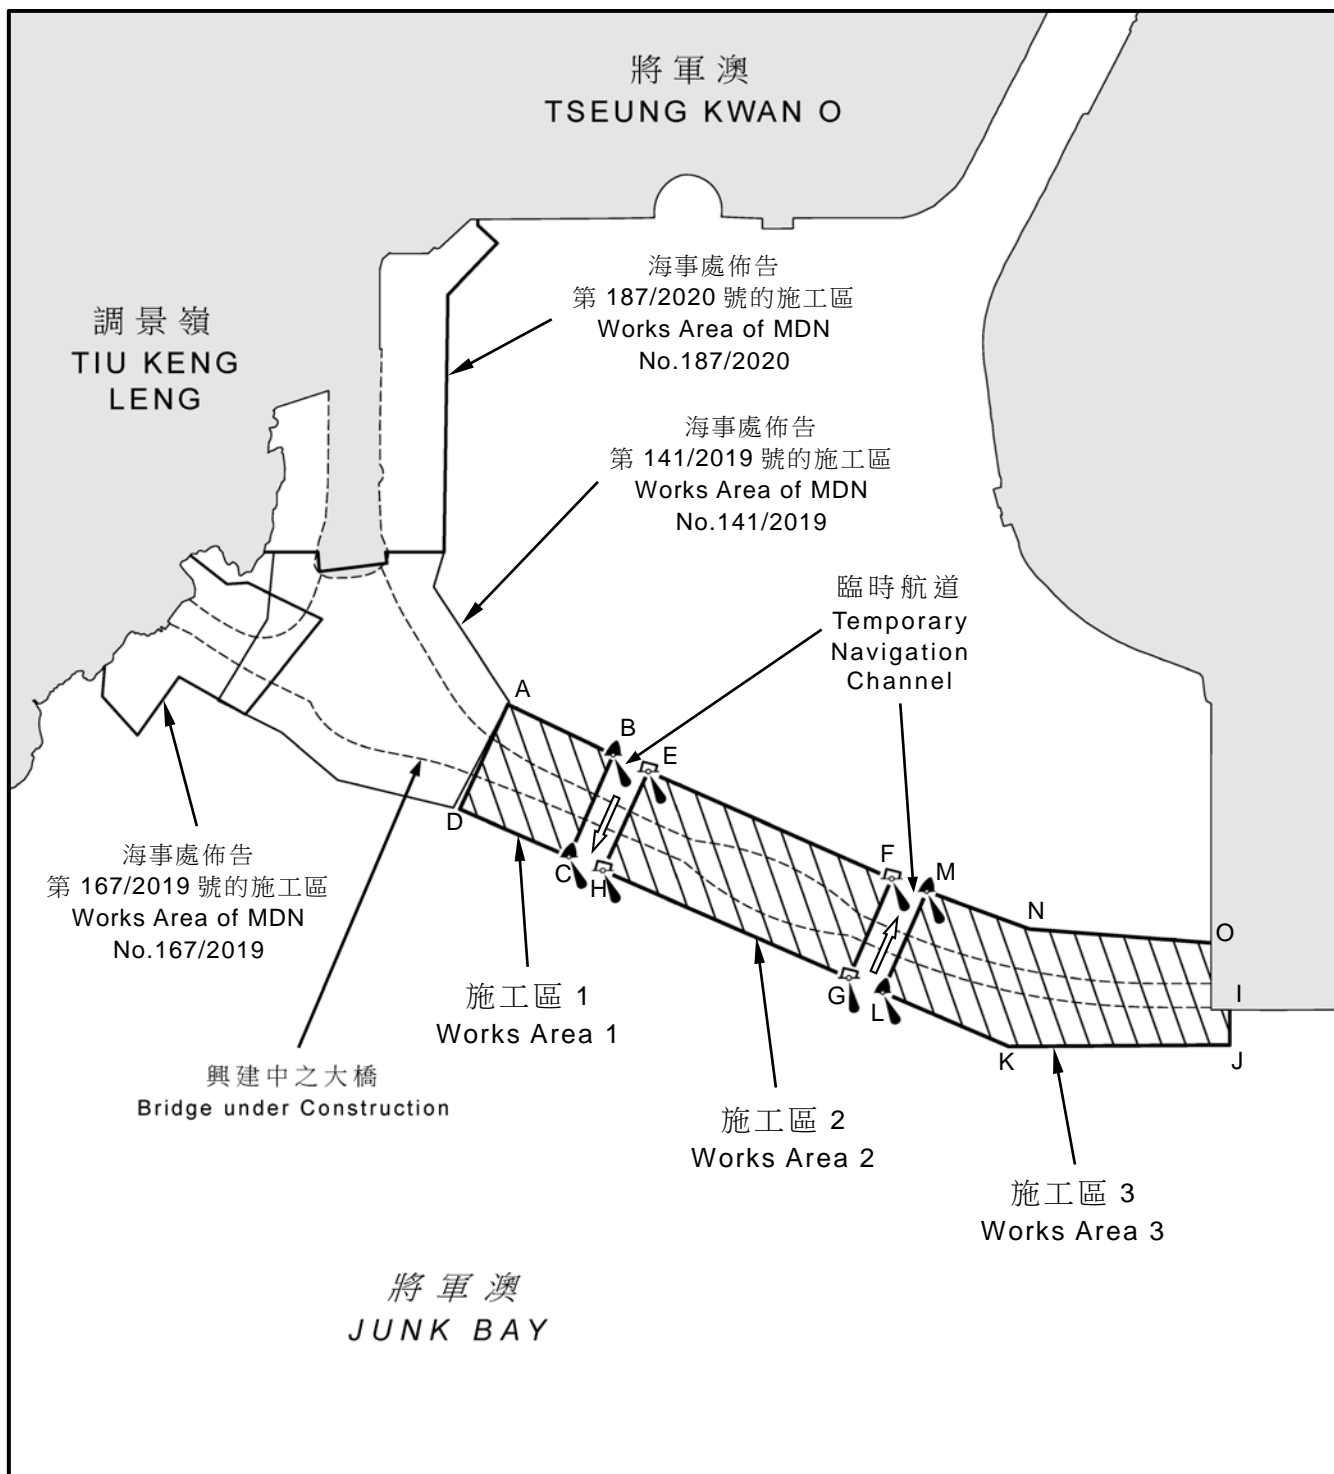 將軍澳
TSEUNG KWAN O
海事處佈告
第 187/2020 號的施工區
Works Area of MDN
No.187/2020
調景嶺
TIU KENG
LENG
海事處佈告
第 141/2019 號的施工區
Works Area of MDN
No.141/2019
臨時航道
Temporary
Navigation
Channel
A
B
E
D
C
H
F
M
N
O
G
L
I
K
J
海事處佈告
第 167/2019 號的施工區
Works Area of MDN
No.167/2019
施工區 1
Works Area 1
興建中之大橋
Bridge under Construction
施工區 2
Works Area 2
施工區 3
Works Area 3
將軍澳
JUNK BAY